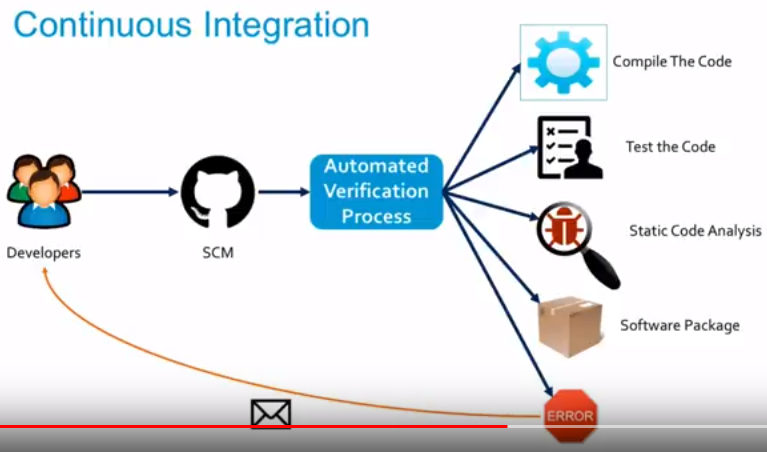 Continuous Integration
Compile The Code
Test the Code
Automated
Verification
Process
Static Code Analysis
Developers
SCM
Software Package
ERROR